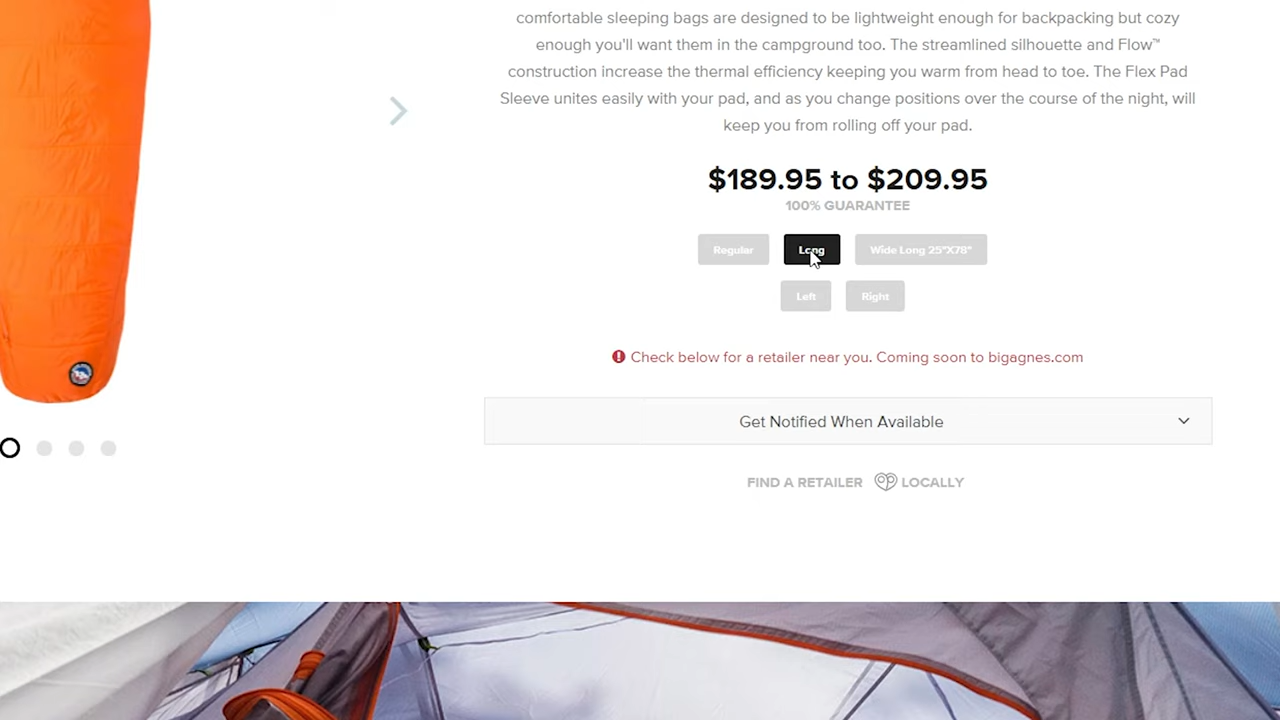 comfortable sleeping bags are designed to be lightweight enough for backpacking but cozy
enough you'll want them in the campground too. The streamlined silhouette and Flow™
construction increase the thermal efficiency keeping you warm from head to toe. The Flex Pad
Sleeve unites easily with your pad, and as you change positions over the course of the night, will
keep you from rolling off your pad.
$189.95 to $209.95
100% GUARANTEE
Regular Long Wide Long 25"X78"
Left Right
Check below for a retailer near you. Coming soon to bigagnes.com
Get Notified When Available
FIND A RETAILER LOCALLY